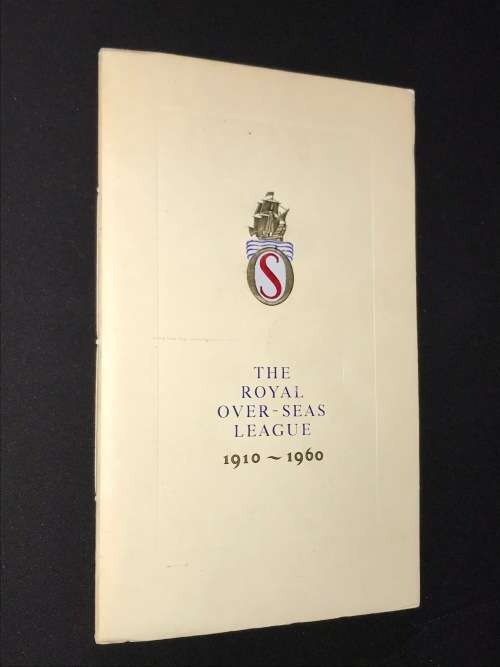 S
THE
ROYAL
OVER-SEAS
LEAGUE
1910 ~ 1960